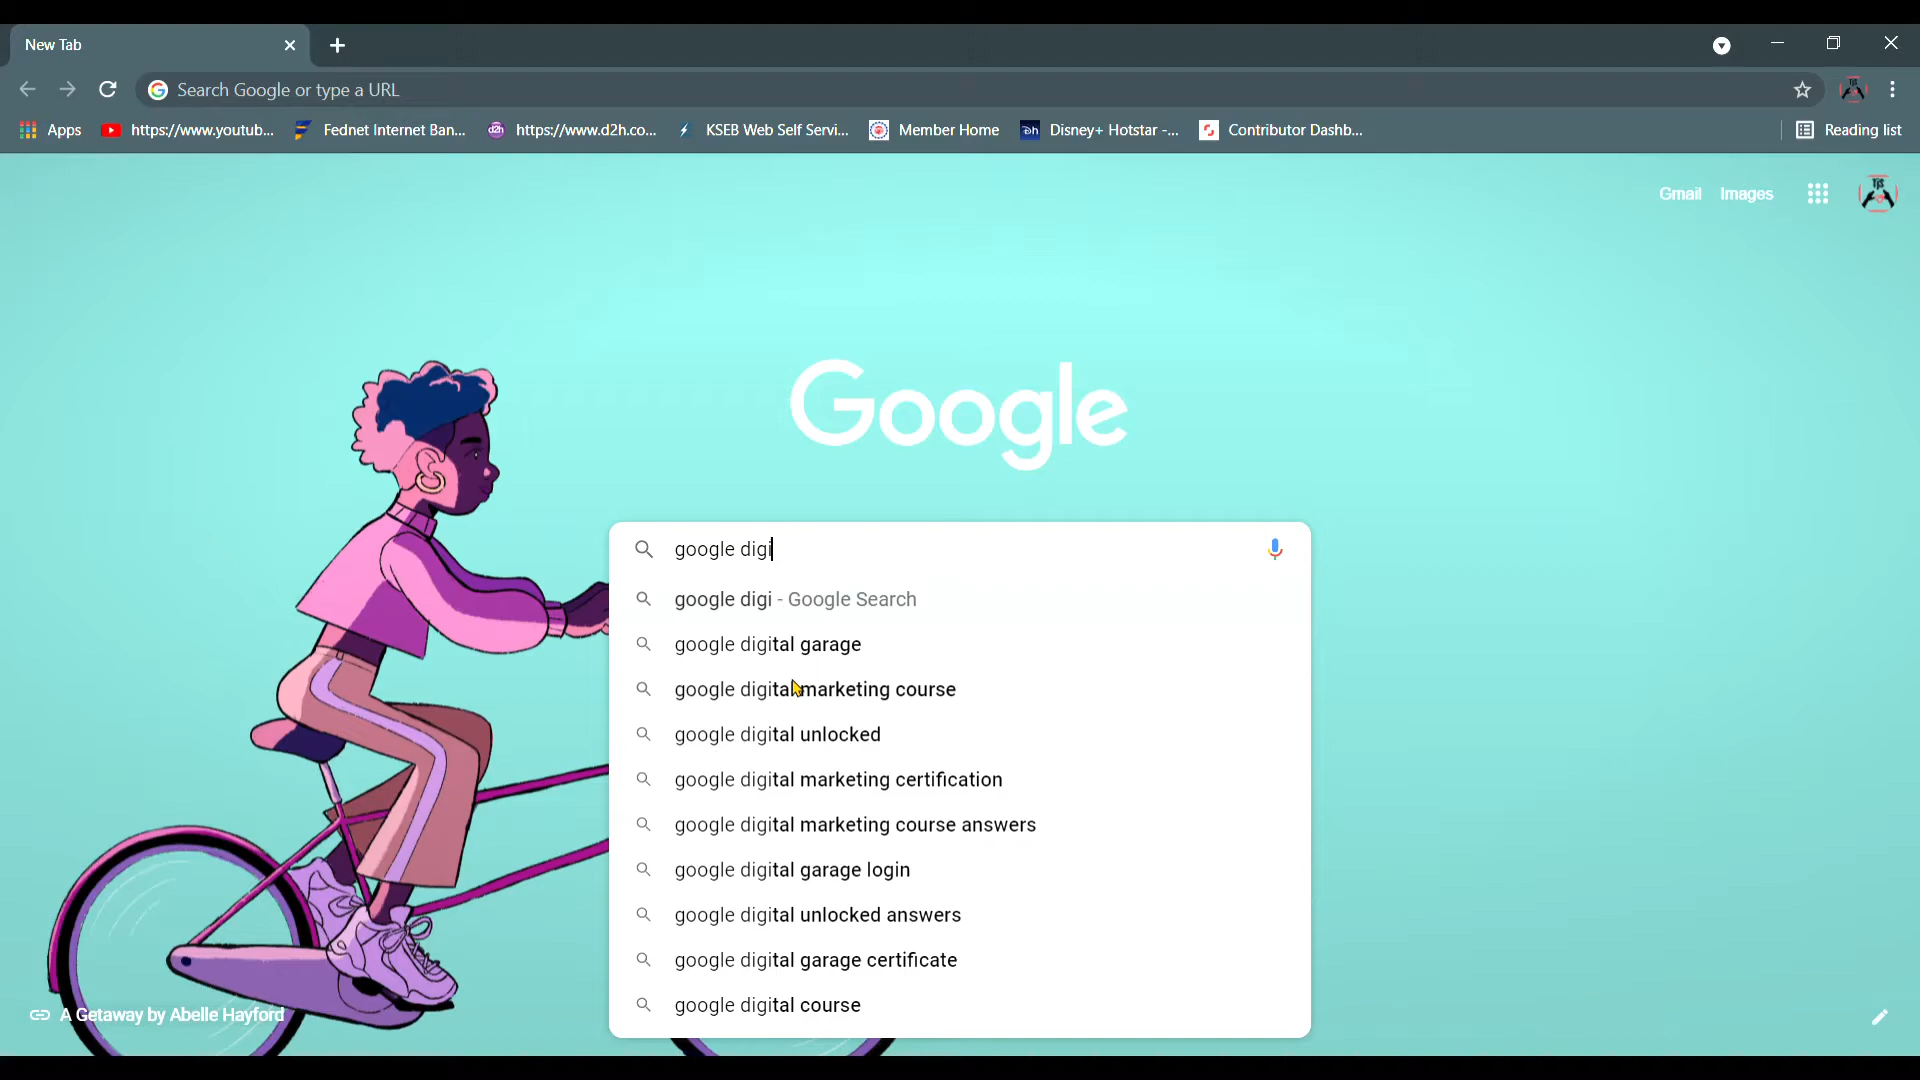 New Tab
Search Google or type a URL
Apps https://www.youtub... Fednet Internet Ban... d2h https://www.d2h.co... KSEB Web Self Servi... Member Home Disney+ Hotstar -... Contributor Dashb... Reading list
Gmail Images
Google
google digi
google digi - Google Search
google digital garage
google digital marketing course
google digital unlocked
google digital marketing certification
google digital marketing course answers
google digital garage login
google digital unlocked answers
google digital garage certificate
google digital course
A Getaway by Abelle Hayford